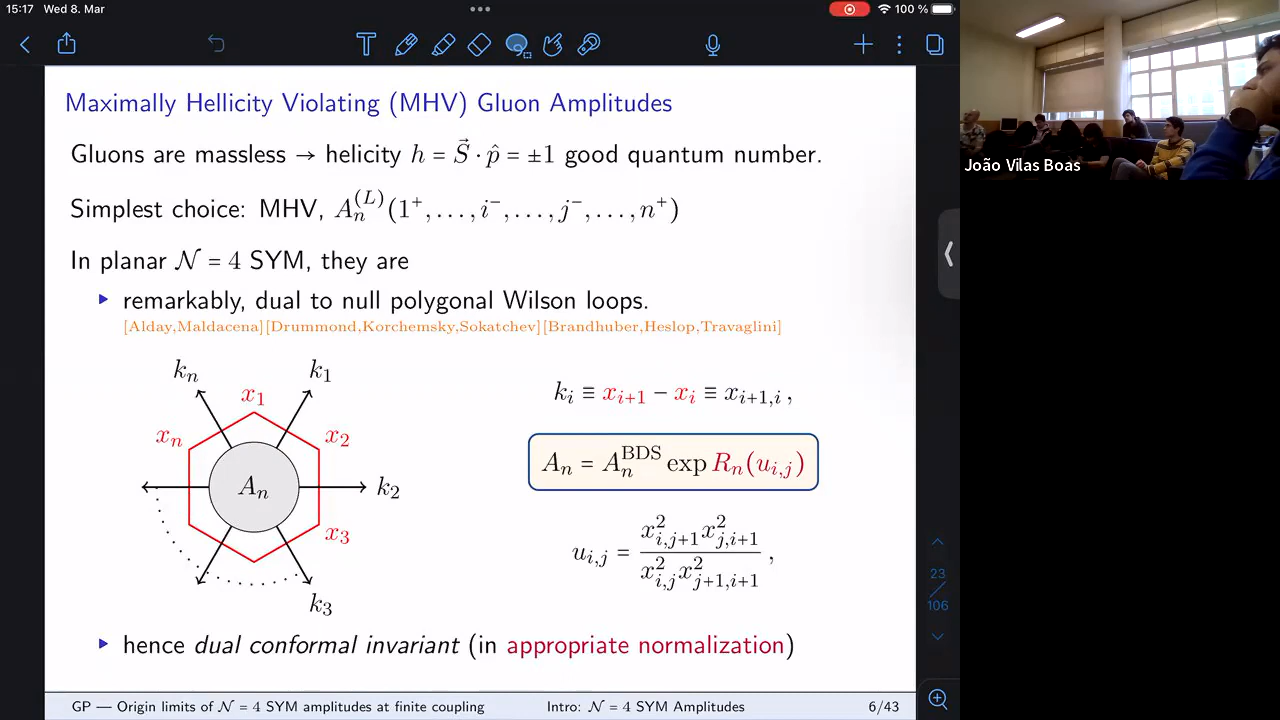 15:17 Wed 8. Mar
100 %
T
Maximally Hellicity Violating (MHV) Gluon Amplitudes
Gluons are massless → helicity h = S⃗ · p̂ = ±1 good quantum number.
Simplest choice: MHV, A_n^{(L)}(1^+, …, i^-, …, j^-, …, n^+)
In planar 𝒩 = 4 SYM, they are
remarkably, dual to null polygonal Wilson loops.
[Alday,Maldacena][Drummond,Korchemsky,Sokatchev][Brandhuber,Heslop,Travaglini]
k_n
k_1
x_1
x_n
x_2
A_n
k_2
x_3
k_3
k_i ≡ x_{i+1} − x_i ≡ x_{i+1,i} ,
A_n = A_n^{BDS} exp R_n(u_{i,j})
u_{i,j} = \frac{x^2_{i,j+1} x^2_{j,i+1}}{x^2_{i,j} x^2_{j+1,i+1}} ,
hence dual conformal invariant (in appropriate normalization)
GP — Origin limits of 𝒩 = 4 SYM amplitudes at finite coupling
Intro: 𝒩 = 4 SYM Amplitudes
6/43
23
/
106
João Vilas Boas